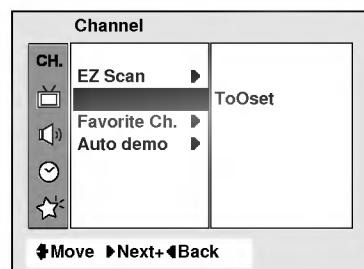 Channel
CH.
EZ Scan
ToOset
Favorite Ch.
Auto demo
Move Next+ Back